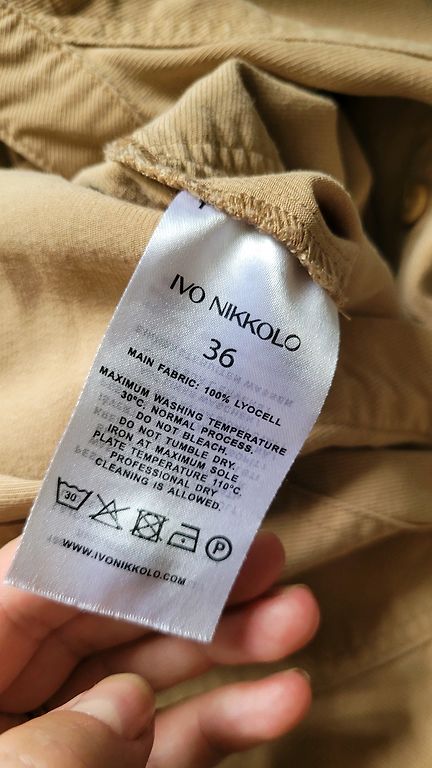 IVO NIKKOLO
36
MAIN FABRIC: 100% LYOCELL
MAXIMUM WASHING TEMPERATURE
30°C, NORMAL PROCESS.
DO NOT BLEACH.
DO NOT TUMBLE DRY.
IRON AT MAXIMUM SOLE
PLATE TEMPERATURE 110°C.
PROFESSIONAL DRY
CLEANING IS ALLOWED.
30 P
WWW.IVONIKKOLO.COM